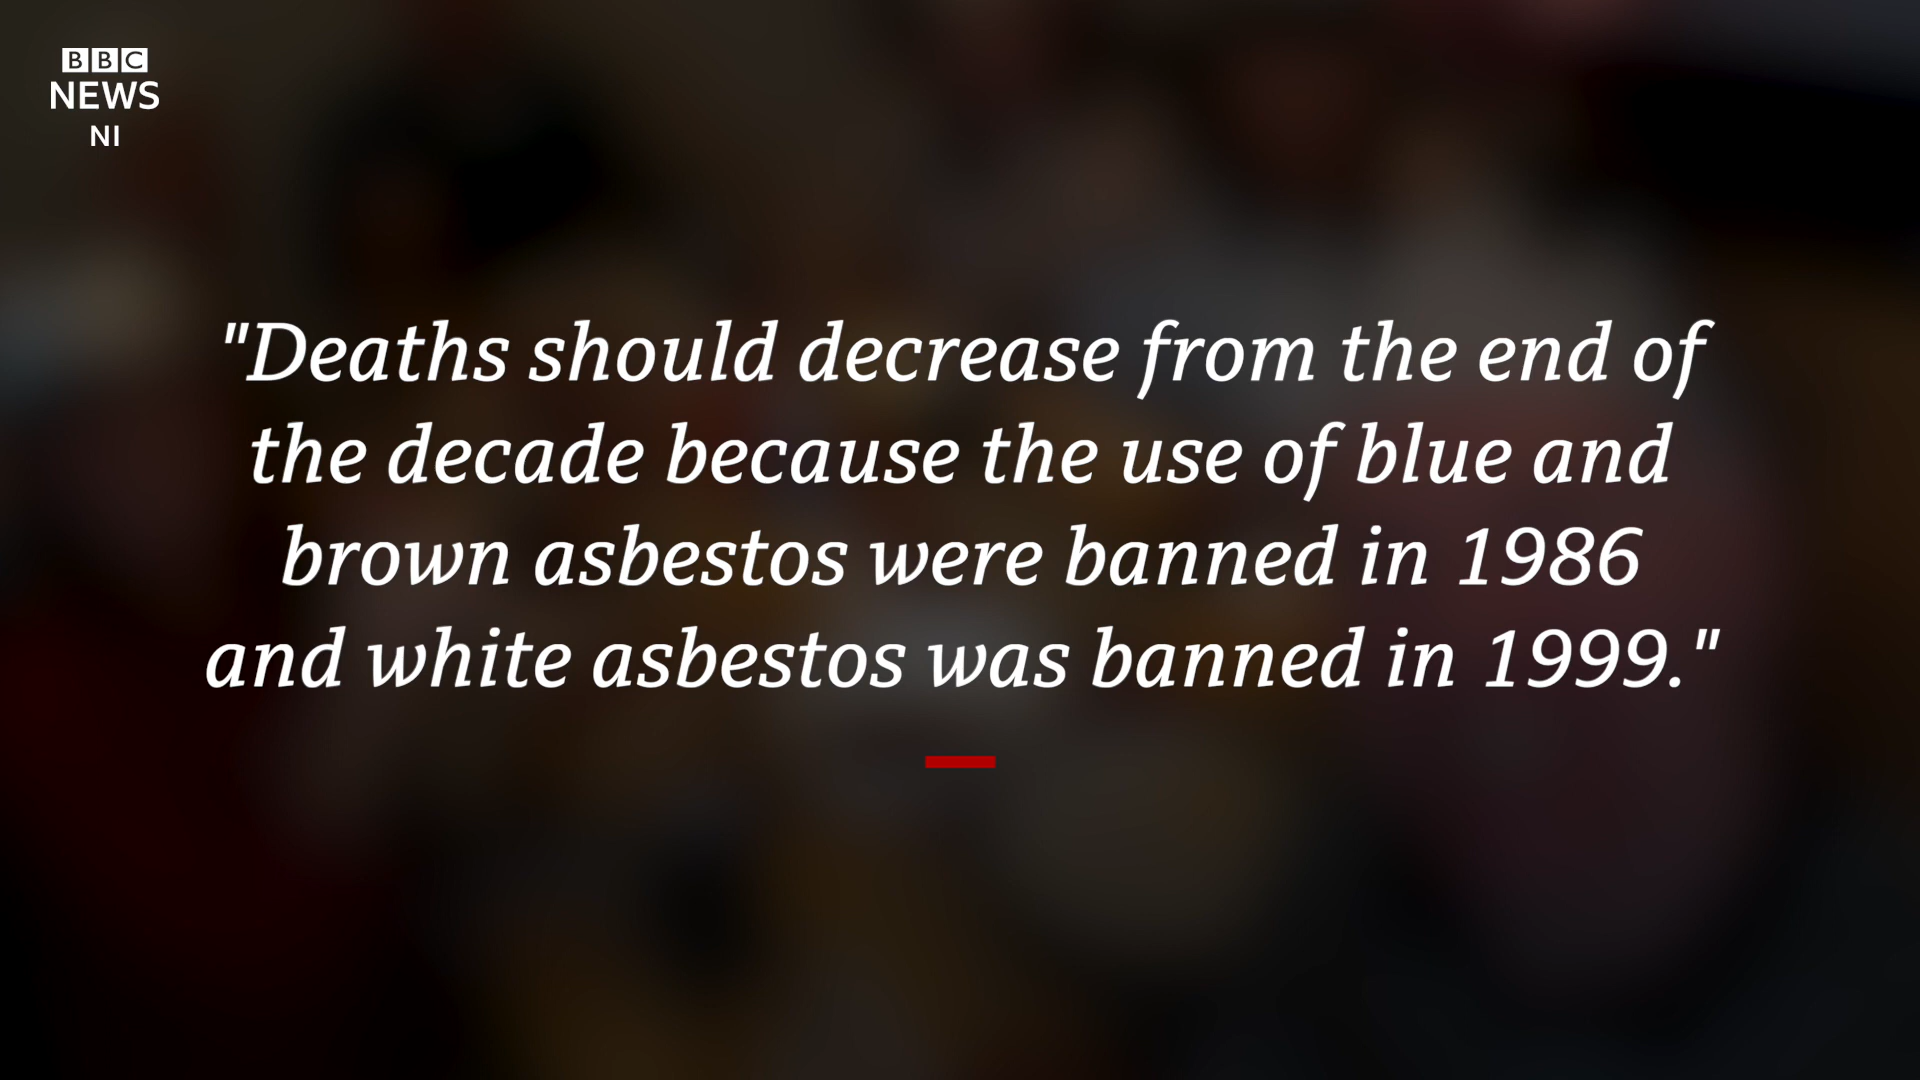 BBC
NEWS
NI
"Deaths should decrease from the end of
the decade because the use of blue and
brown asbestos were banned in 1986
and white asbestos was banned in 1999."